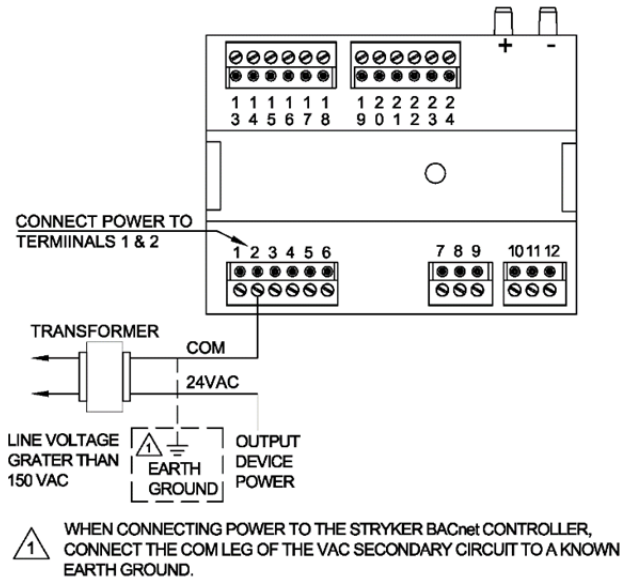 + -
1 1 1 1 1 1 1 2 2 2 2 2
3 4 5 6 7 8 9 0 1 2 3 4
CONNECT POWER TO
TERMIINALS 1 & 2
1 2 3 4 5 6 7 8 9 10 11 12
TRANSFORMER
COM
24VAC
LINE VOLTAGE
GRATER THAN
150 VAC
1
EARTH
GROUND
OUTPUT
DEVICE
POWER
1
WHEN CONNECTING POWER TO THE STRYKER BACnet CONTROLLER,
CONNECT THE COM LEG OF THE VAC SECONDARY CIRCUIT TO A KNOWN
EARTH GROUND.